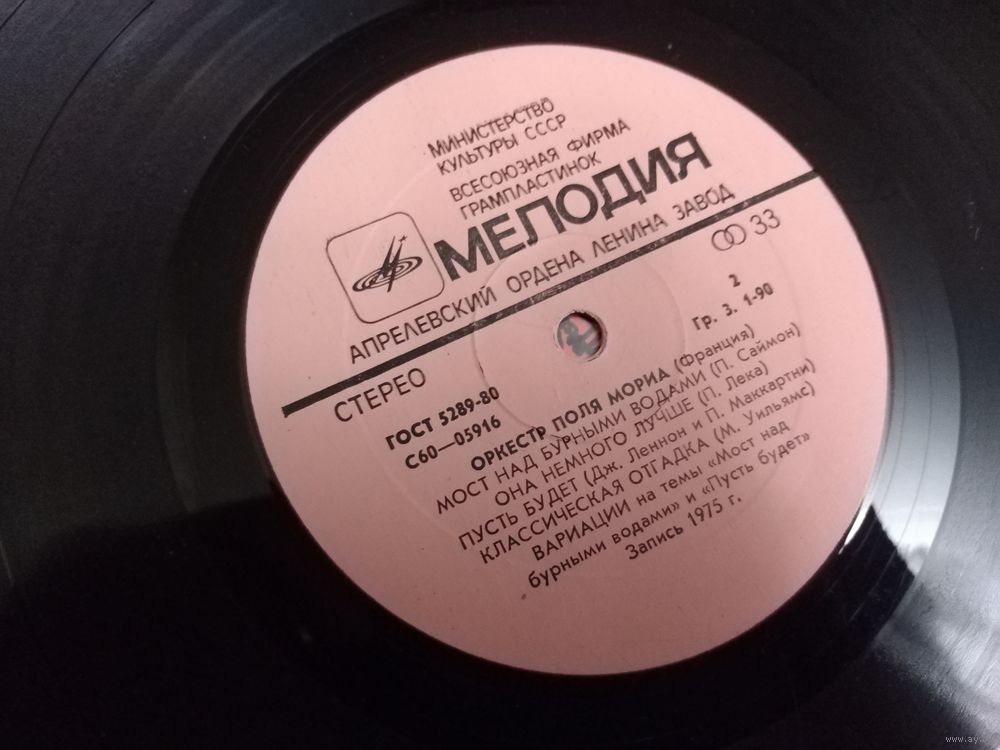 МИНИСТЕРСТВО
КУЛЬТУРЫ СССР
ВСЕСОЮЗНАЯ ФИРМА
ГРАМПЛАСТИНОК
МЕЛОДИЯ
АПРЕЛЕВСКИЙ ОРДЕНА ЛЕНИНА ЗАВОД
СТЕРЕО
33
ГОСТ 5289-80
С60—05916
2
Гр. 3. 1-90
ОРКЕСТР ПОЛЯ МОРИА (Франция)
МОСТ НАД БУРНЫМИ ВОДАМИ (П. Саймон)
ОНА НЕМНОГО ЛУЧШЕ (П. Лека)
ПУСТЬ БУДЕТ (Дж. Леннон и П. Маккартни)
КЛАССИЧЕСКАЯ ОТГАДКА (М. Уильямс)
ВАРИАЦИИ на темы «Мост над
бурными водами» и «Пусть будет»
Запись 1975 г.